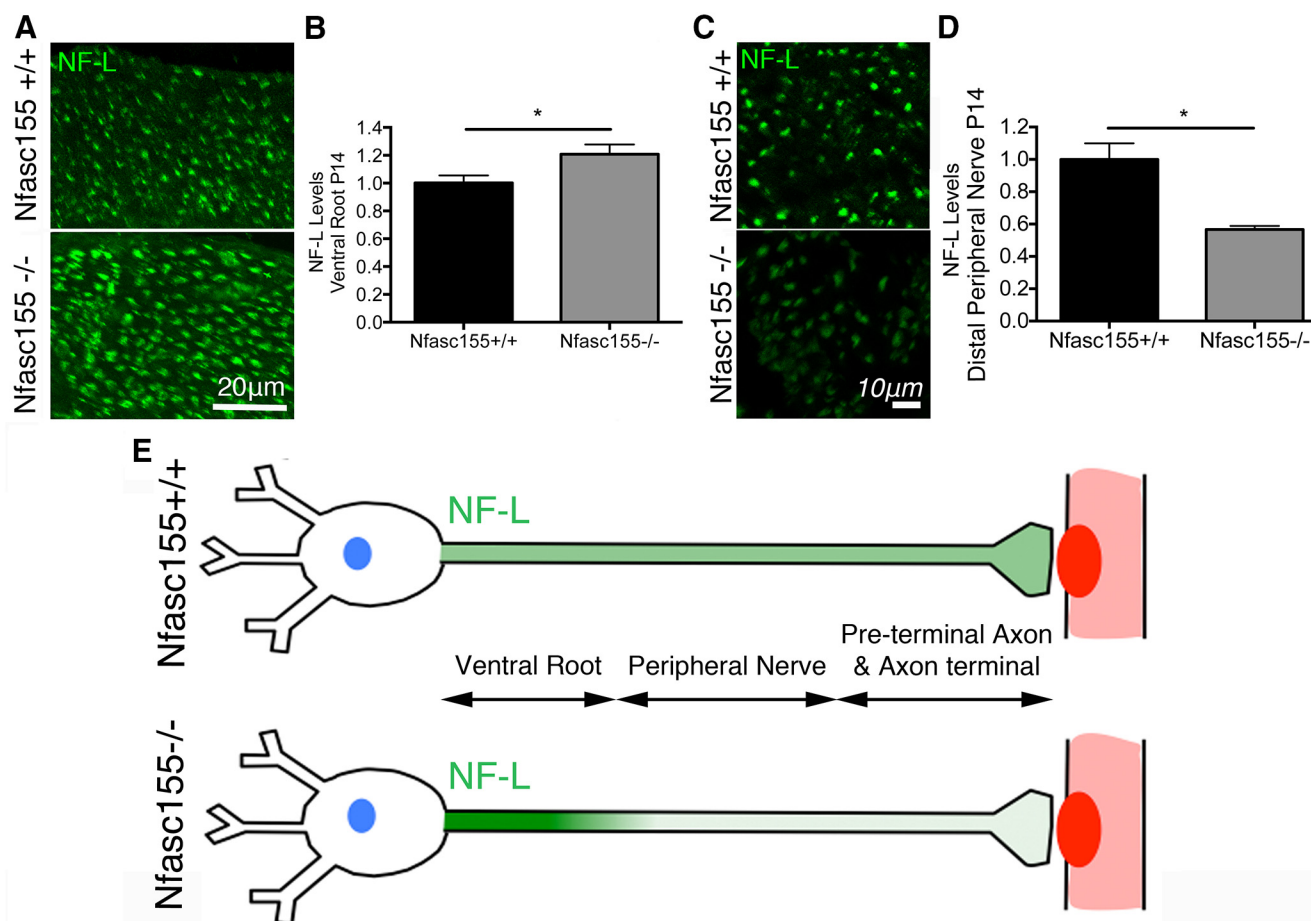 A
Nfasc155 +/+
NF-L
Nfasc155 -/-
20µm
B
NF-L Levels
Ventral Root P14
1.4
1.2
1.0
0.8
0.6
0.4
0.2
0.0
*
Nfasc155+/+
Nfasc155-/-
C
Nfasc155 +/+
NF-L
Nfasc155 -/-
10µm
D
NF-L Levels
Distal Peripheral Nerve P14
1.2
1.0
0.8
0.6
0.4
0.2
0.0
*
Nfasc155+/+
Nfasc155-/-
E
Nfasc155+/+
NF-L
Ventral Root
Peripheral Nerve
Pre-terminal Axon
& Axon terminal
Nfasc155-/-
NF-L